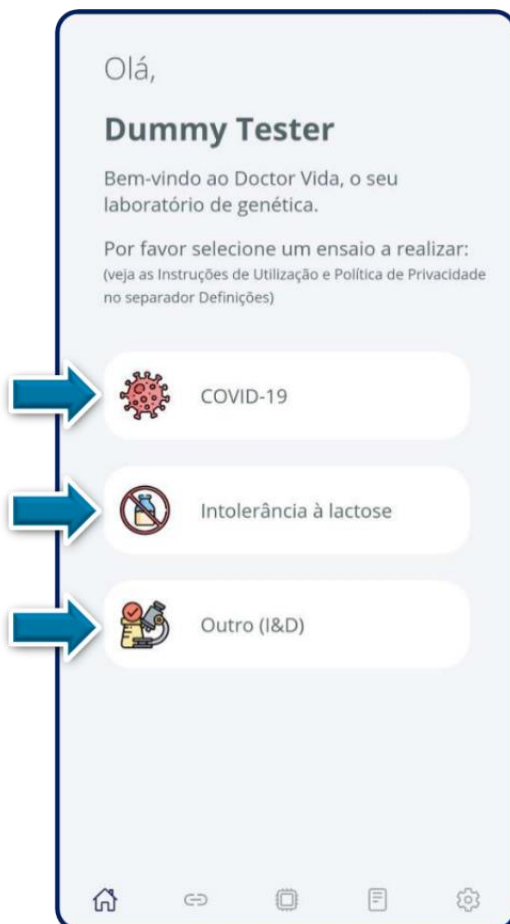 Olá,
Dummy Tester
Bem-vindo ao Doctor Vida, o seu
laboratório de genética.
Por favor selecione um ensaio a realizar:
(veja as Instruções de Utilização e Política de Privacidade
no separador Definições)
COVID-19
Intolerância à lactose
Outro (I&D)